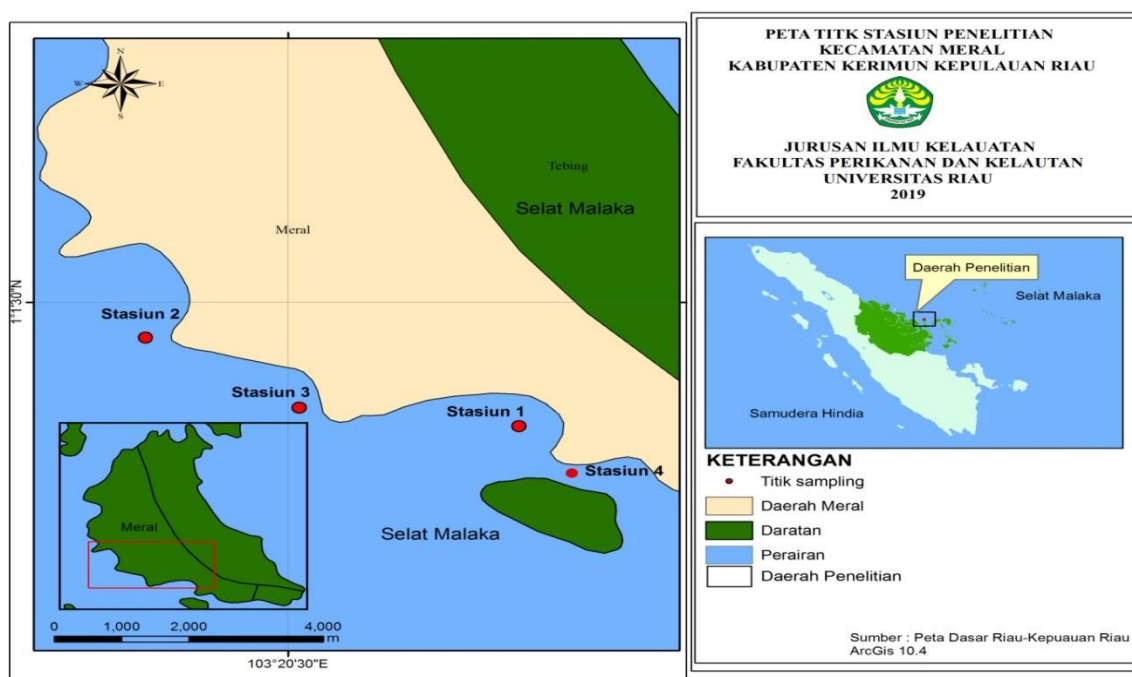 PETA TITK STASIUN PENELITIAN
KECAMATAN MERAL
KABUPATEN KERIMUN KEPULAUAN RIAU
JURUSAN ILMU KELAUATAN
FAKULTAS PERIKANAN DAN KELAUTAN
UNIVERSITAS RIAU
2019
N
W
E
S
Tebing
Selat Malaka
Meral
1°1'30"N
Stasiun 2
Stasiun 3
Stasiun 1
Stasiun 4
Selat Malaka
Meral
0 1,000 2,000 4,000
m
103°20'30"E
Daerah Penelitian
Selat Malaka
Samudera Hindia
KETERANGAN
Titik sampling
Daerah Meral
Daratan
Perairan
Daerah Penelitian
Sumber : Peta Dasar Riau-Kepuauan Riau
ArcGis 10.4